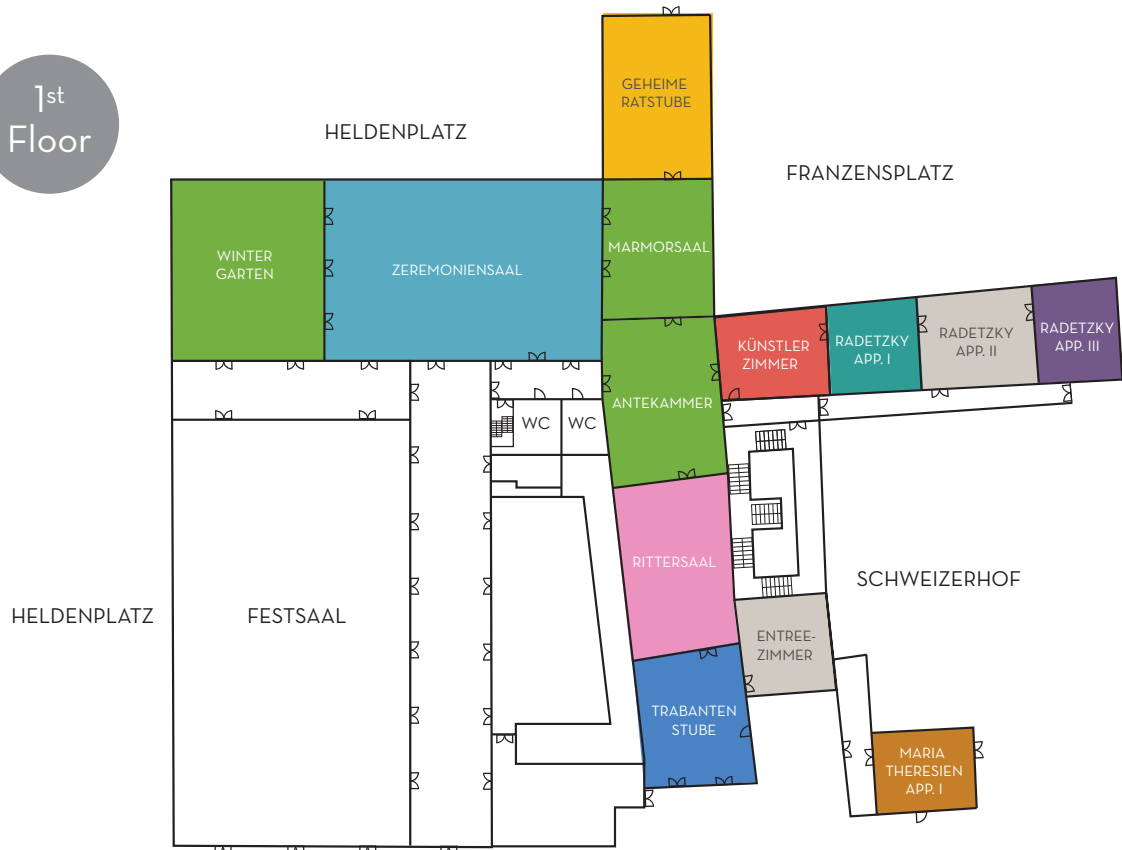 1st
Floor
HELDENPLATZ
GEHEIME
RATSTUBE
FRANZENSPLATZ
WINTER
GARTEN
ZEREMONIENSAAL
MARMORSAAL
KÜNSTLER
ZIMMER
RADETZKY
APP. I
RADETZKY
APP. II
RADETZKY
APP. III
ANTEKAMMER
WC
WC
RITTERSAAL
SCHWEIZERHOF
HELDENPLATZ
FESTSAAL
ENTREE-
ZIMMER
TRABANTEN
STUBE
MARIA
THERESIEN
APP. I